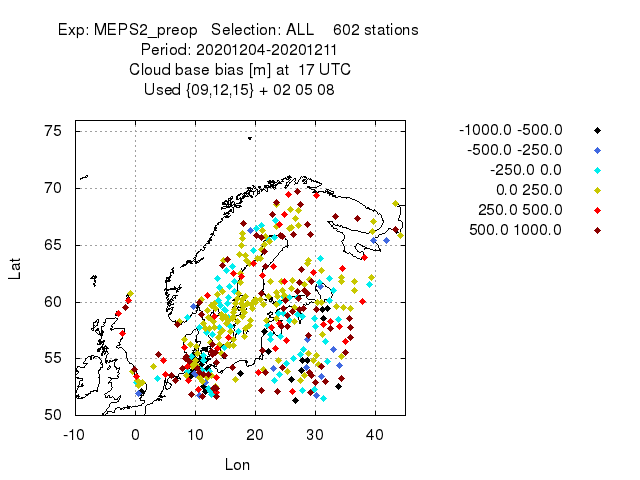 Exp: MEPS2_preop   Selection: ALL    602 stations
Period: 20201204-20201211
Cloud base bias [m] at  17 UTC
Used {09,12,15} + 02 05 08
-1000.0 -500.0
-500.0 -250.0
-250.0 0.0
0.0 250.0
250.0 500.0
500.0 1000.0
75
70
65
60
55
50
Lat
-10 0 10 20 30 40
Lon